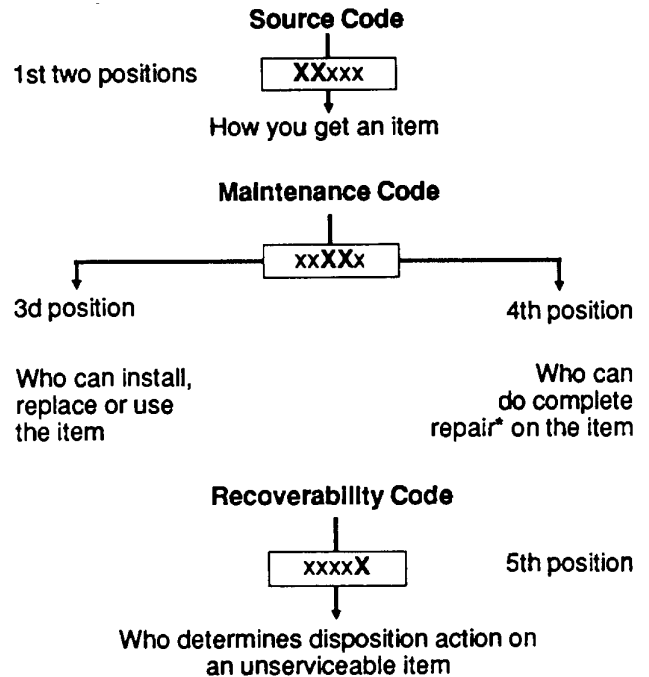 Source Code
1st two positions
XXxxx
How you get an item
Maintenance Code
xxXXx
3d position
4th position
Who can install,
replace or use
the item
Who can
do complete
repair* on the item
Recoverability Code
xxxxX
5th position
Who determines disposition action on
an unserviceable item